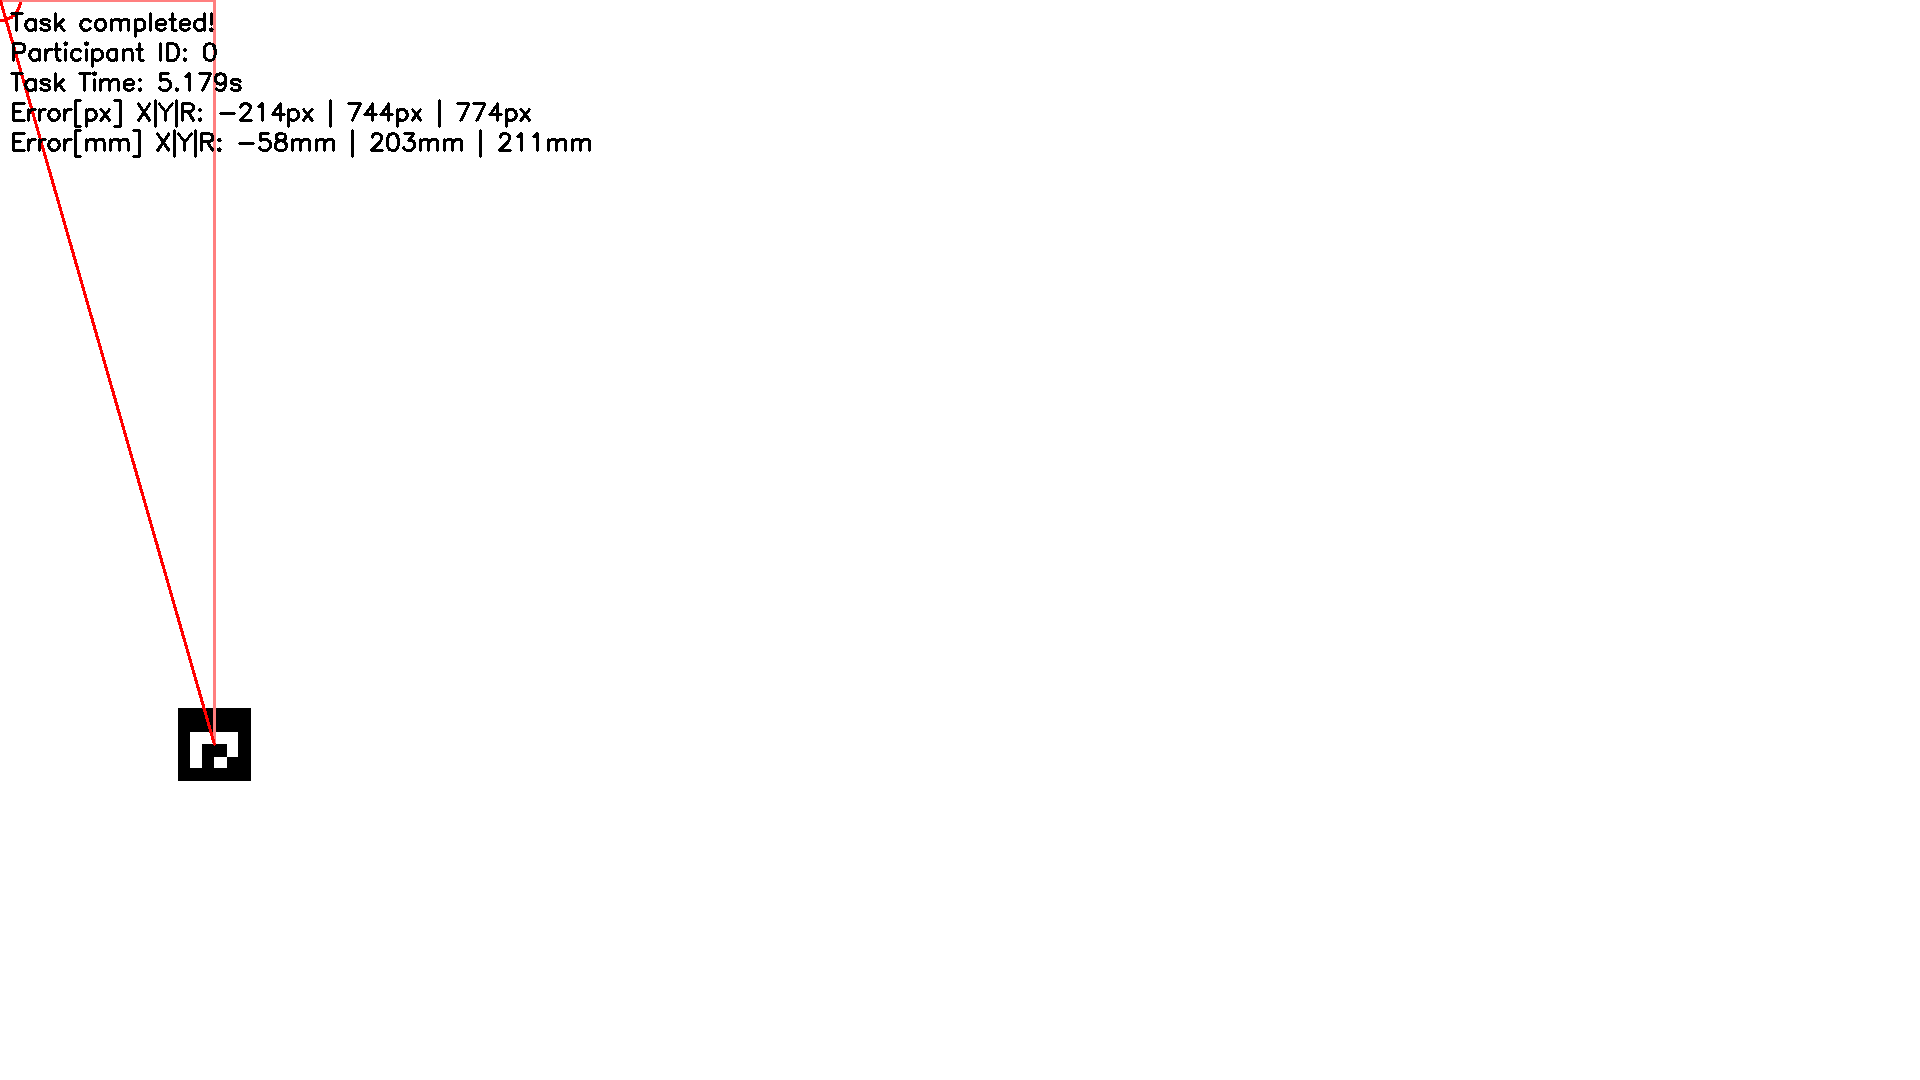 Task completed!
Participant ID: 0
Task Time: 5.179s
Error[px] X|Y|R: -214px | 744px | 774px
Error[mm] X|Y|R: -58mm | 203mm | 211mm